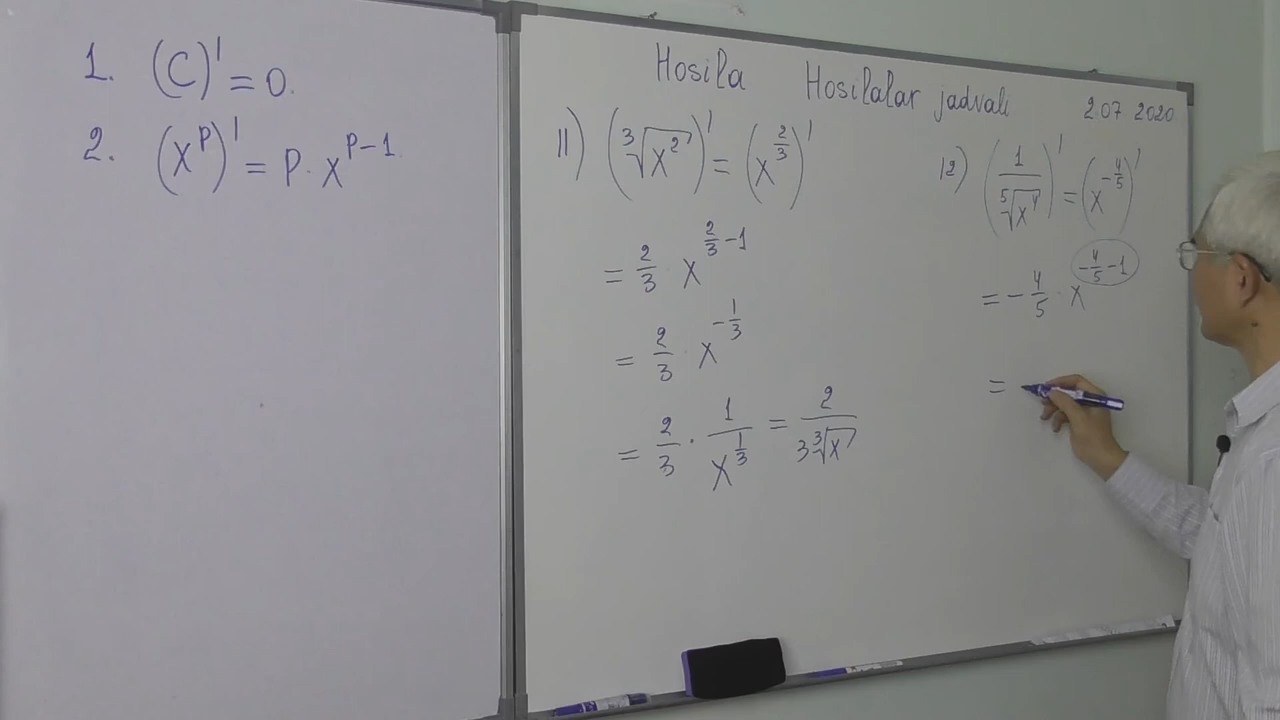 1. (C)' = 0.
2. (x^p)' = p · x^{p-1}.
Hosila Hosilalar jadvali 2.07 2020
11) (∛(x²))' = (x^{2/3})'
= 2/3 · x^{2/3 - 1}
= 2/3 · x^{-1/3}
= 2/3 · 1/x^{1/3} = 2/(3∛x)
12) (1/⁵√(x⁴))' = (x^{-4/5})'
= -4/5 · x^{-4/5 - 1}
=